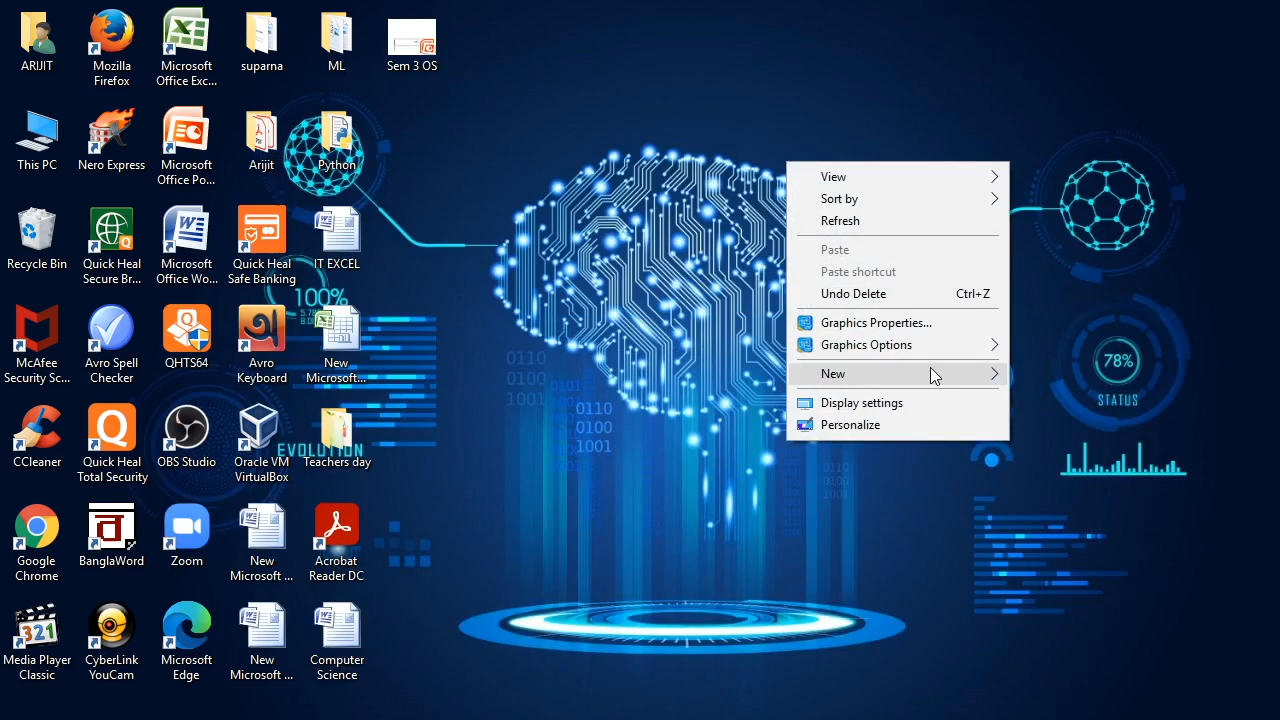 ARIJIT
Mozilla
Firefox
Microsoft
Office Exc...
suparna
ML
Sem 3 OS
This PC
Nero Express
Microsoft
Office Po...
Arijit
Python
Recycle Bin
Quick Heal
Secure Br...
Microsoft
Office Wo...
Quick Heal
Safe Banking
IT EXCEL
McAfee
Security Sc...
Avro Spell
Checker
QHTS64
Avro
Keyboard
New
Microsoft...
CCleaner
Quick Heal
Total Security
OBS Studio
Oracle VM
VirtualBox
Teachers day
Google
Chrome
BanglaWord
Zoom
New
Microsoft ...
Acrobat
Reader DC
Media Player
Classic
CyberLink
YouCam
Microsoft
Edge
New
Microsoft ...
Computer
Science
View
Sort by
Refresh
Paste
Paste shortcut
Undo Delete Ctrl+Z
Graphics Properties...
Graphics Options
New
Display settings
Personalize
100%
EVOLUTION
0110
0100
1001
0110
0100
1001
78%
STATUS
0110
0100
1001
321